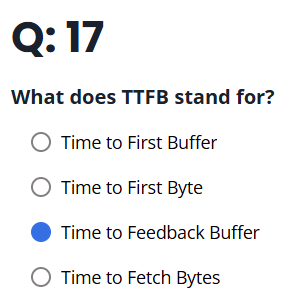 Q: 17
What does TTFB stand for?
Time to First Buffer
Time to First Byte
Time to Feedback Buffer
Time to Fetch Bytes